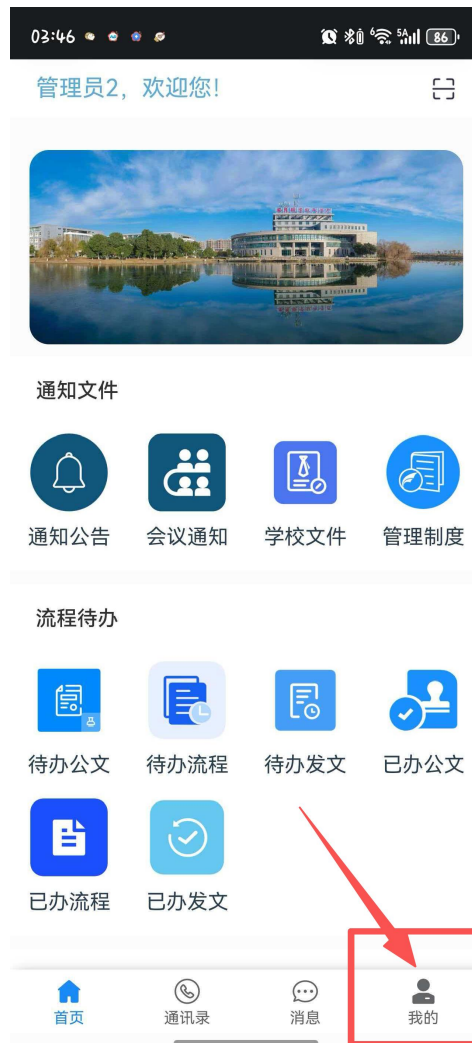 03:46 6 5A 86
管理员2，欢迎您!
通知文件
通知公告 会议通知 学校文件 管理制度
流程待办
待办公文 待办流程 待办发文 已办公文
已办流程 已办发文
首页 通讯录 消息 我的